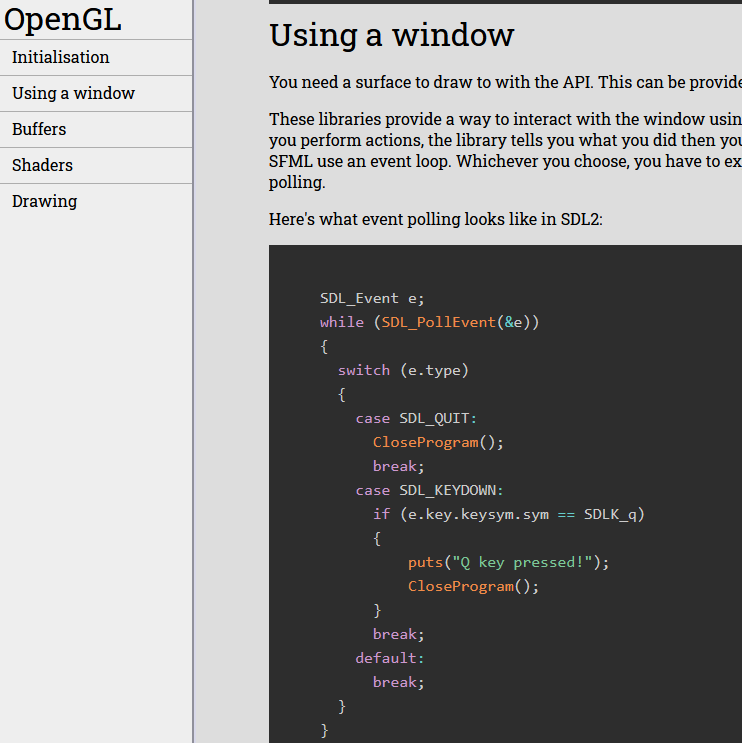 OpenGL
Initialisation
Using a window
Buffers
Shaders
Drawing
Using a window
You need a surface to draw to with the API. This can be provide
These libraries provide a way to interact with the window usin
you perform actions, the library tells you what you did then you
SFML use an event loop. Whichever you choose, you have to ex
polling.
Here's what event polling looks like in SDL2:
SDL_Event e;
while (SDL_PollEvent(&e))
{
switch (e.type)
{
case SDL_QUIT:
CloseProgram();
break;
case SDL_KEYDOWN:
if (e.key.keysym.sym == SDLK_q)
{
puts("Q key pressed!");
CloseProgram();
}
break;
default:
break;
}
}